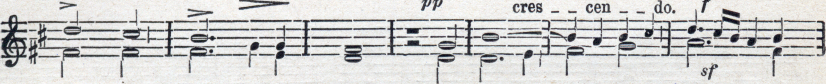 pp cres - - cen - - do. f
sf